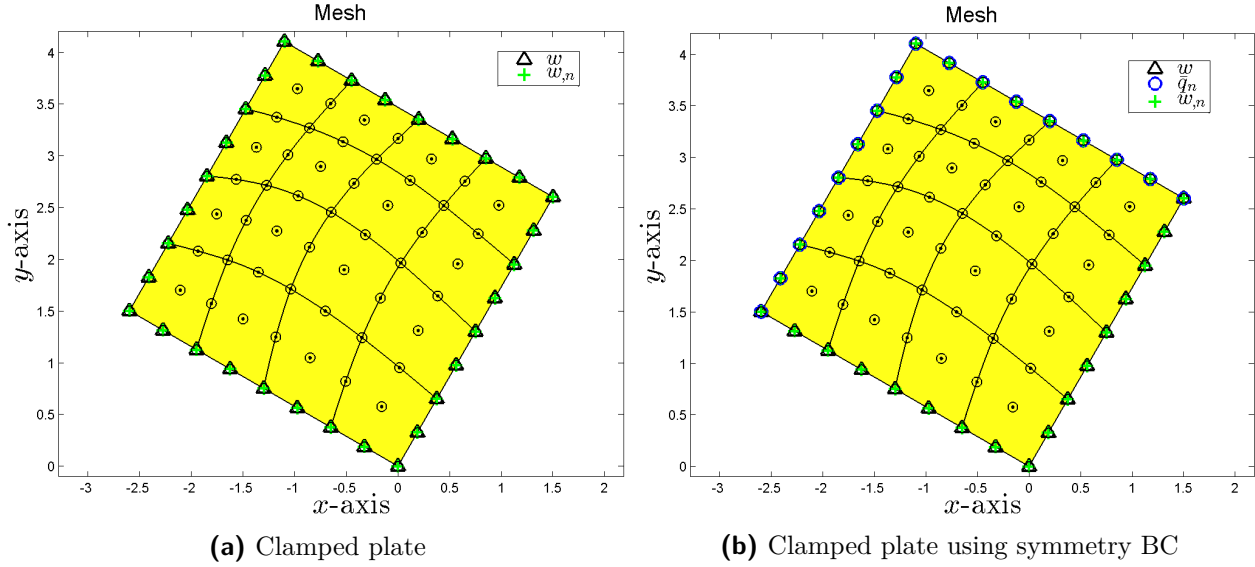 Mesh
w
w,n
4
3.5
3
2.5
2
1.5
1
0.5
0
y-axis
-3 -2.5 -2 -1.5 -1 -0.5 0 0.5 1 1.5 2
x-axis
(a) Clamped plate
Mesh
w
q̄n
w,n
4
3.5
3
2.5
2
1.5
1
0.5
0
y-axis
-3 -2.5 -2 -1.5 -1 -0.5 0 0.5 1 1.5 2
x-axis
(b) Clamped plate using symmetry BC